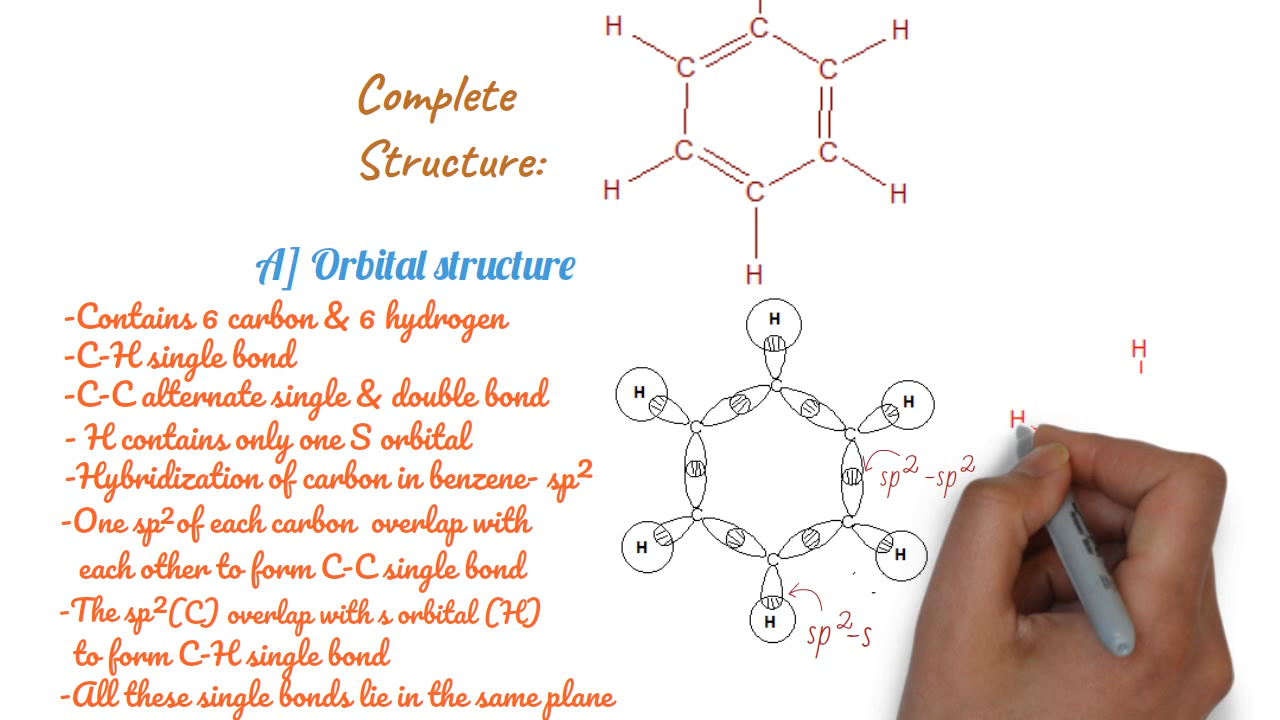 H
C
H
C
C
Complete
Structure:
C
C
H
C
H
H
A] Orbital structure
-Contains 6 carbon & 6 hydrogen
-C-H single bond
-C-C alternate single & double bond
- H contains only one S orbital
-Hybridization of carbon in benzene- sp²
-One sp² of each carbon overlap with
each other to form C-C single bond
-The sp²(C) overlap with s orbital (H)
to form C-H single bond
-All these single bonds lie in the same plane
H
H
C
H
C
C
sp²-sp²
C
C
H
C
H
H
sp²-s
H
H